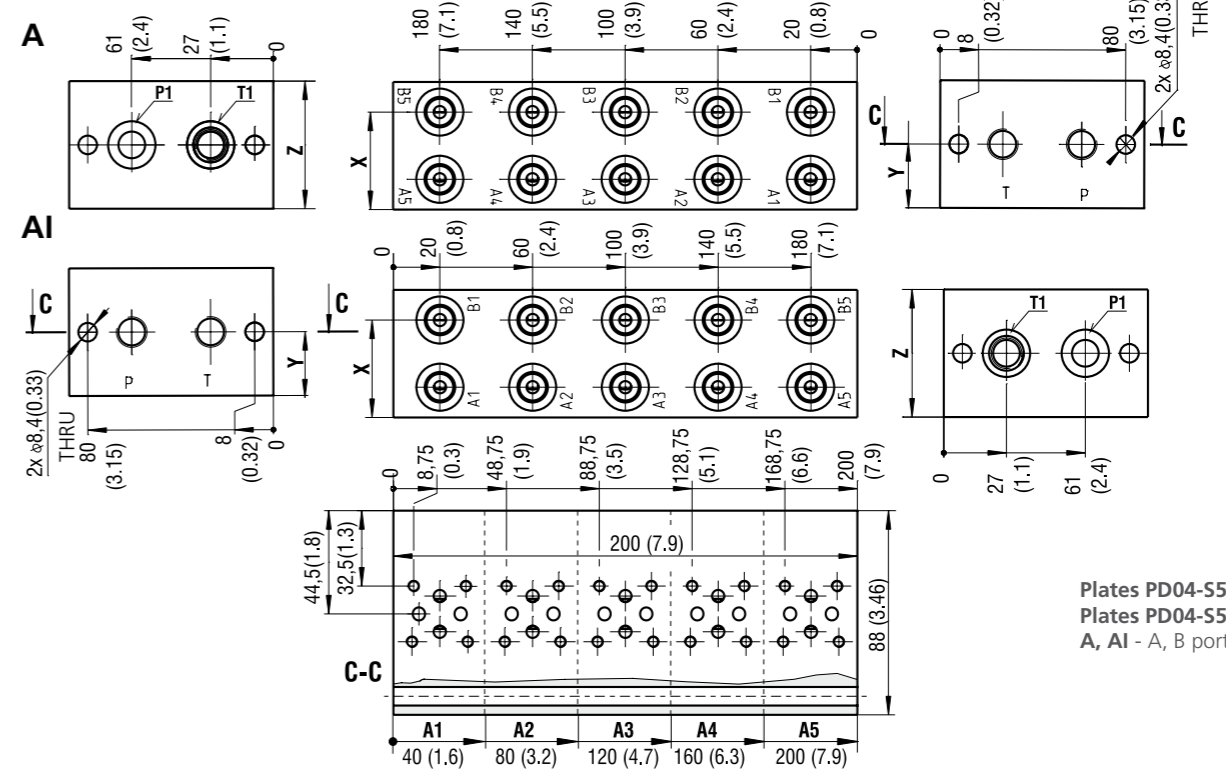 A
61
(2.4)
27
(1.1)
0
P1
T1
Z
180
(7.1)
140
(5.5)
100
(3.9)
60
(2.4)
20
(0.8)
0
B5
B4
B3
B2
B1
X
A5
A4
A3
A2
A1
0
8
(0.32)
80
(3.15)
THRU
C
C
Y
T
P
AI
C
C
P
T
Y
2x ⌀8,4(0.33)
THRU
80
(3.15)
8
(0.32)
0
0
20
(0.8)
60
(2.4)
100
(3.9)
140
(5.5)
180
(7.1)
B1
B2
B3
B4
B5
X
A1
A2
A3
A4
A5
T1
P1
Z
0
27
(1.1)
61
(2.4)
0
8,75
(0.3)
48,75
(1.9)
88,75
(3.5)
128,75
(5.1)
168,75
(6.6)
200
(7.9)
200 (7.9)
44,5(1.8)
32,5(1.3)
88 (3.46)
C-C
A1
A2
A3
A4
A5
40 (1.6)
80 (3.2)
120 (4.7)
160 (6.3)
200 (7.9)
Plates PD04-S5
Plates PD04-S5
A, AI - A, B port